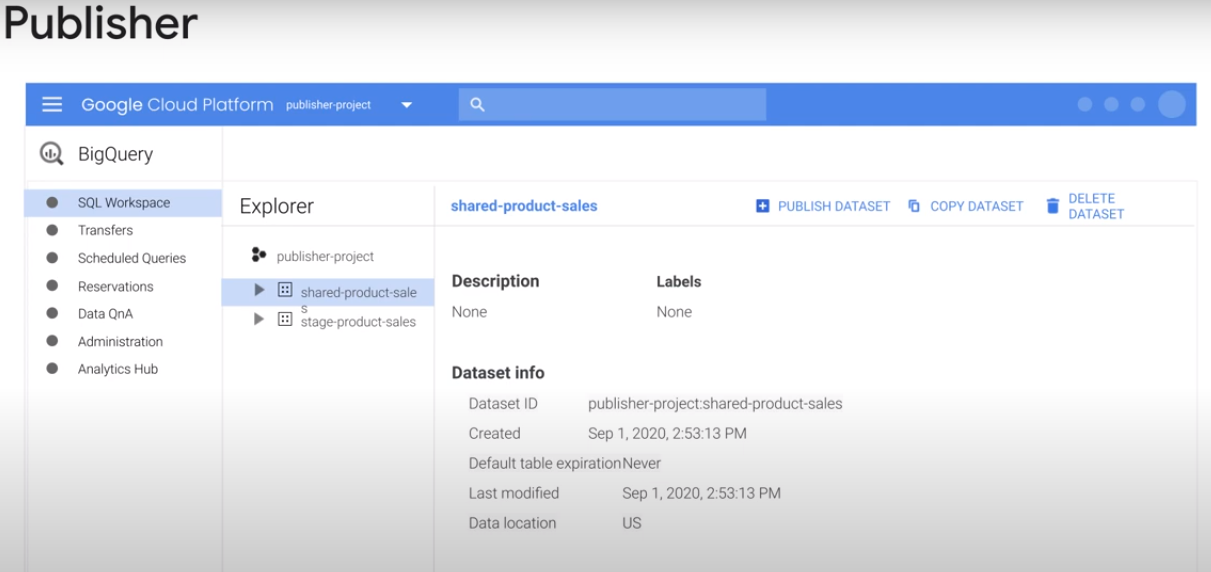 Publisher
Google Cloud Platform publisher-project
BigQuery
SQL Workspace
Transfers
Scheduled Queries
Reservations
Data QnA
Administration
Analytics Hub
Explorer
publisher-project
shared-product-sale
s
stage-product-sales
shared-product-sales
PUBLISH DATASET
COPY DATASET
DELETE
DATASET
Description
None
Labels
None
Dataset info
Dataset ID publisher-project:shared-product-sales
Created Sep 1, 2020, 2:53:13 PM
Default table expiration Never
Last modified Sep 1, 2020, 2:53:13 PM
Data location US